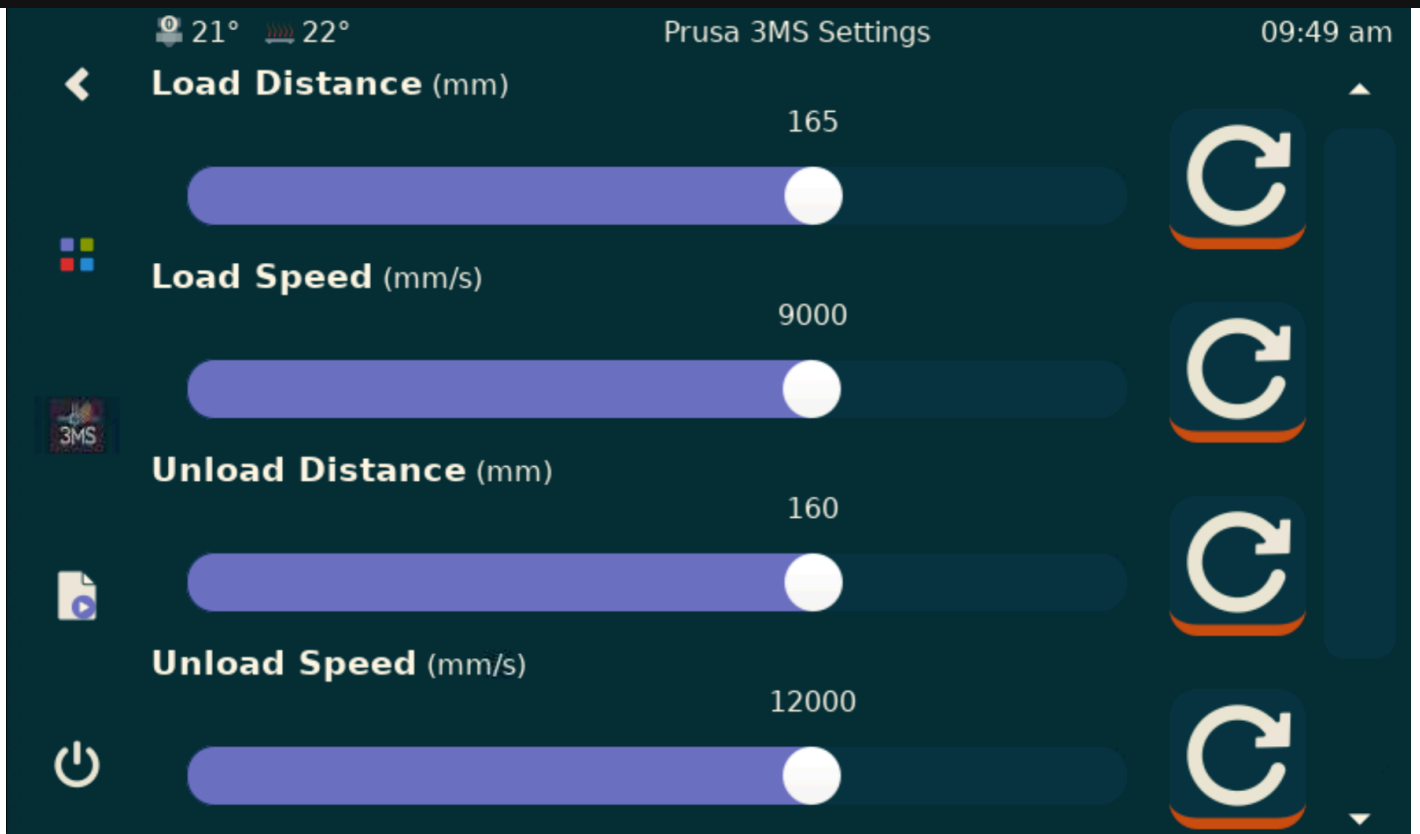 21° 22° Prusa 3MS Settings 09:49 am
Load Distance (mm)
165
Load Speed (mm/s)
9000
3MS
Unload Distance (mm)
160
Unload Speed (mm/s)
12000